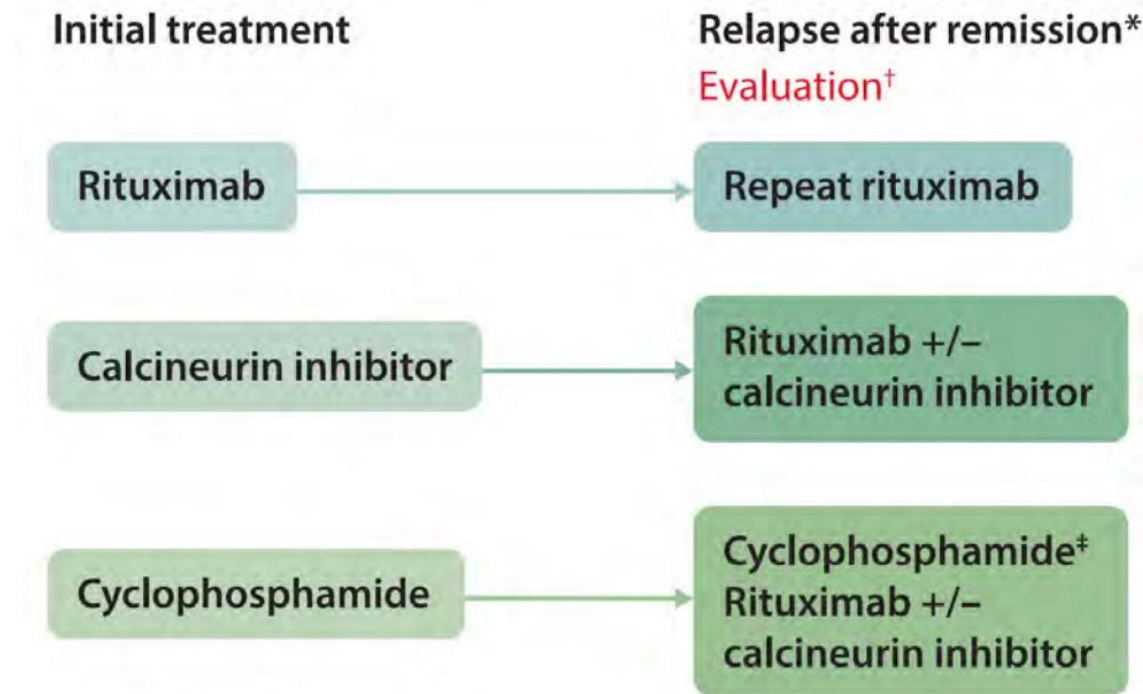 Initial treatment
Relapse after remission*
Evaluation†
Rituximab
Repeat rituximab
Calcineurin inhibitor
Rituximab +/–
calcineurin inhibitor
Cyclophosphamide
Cyclophosphamide‡
Rituximab +/–
calcineurin inhibitor